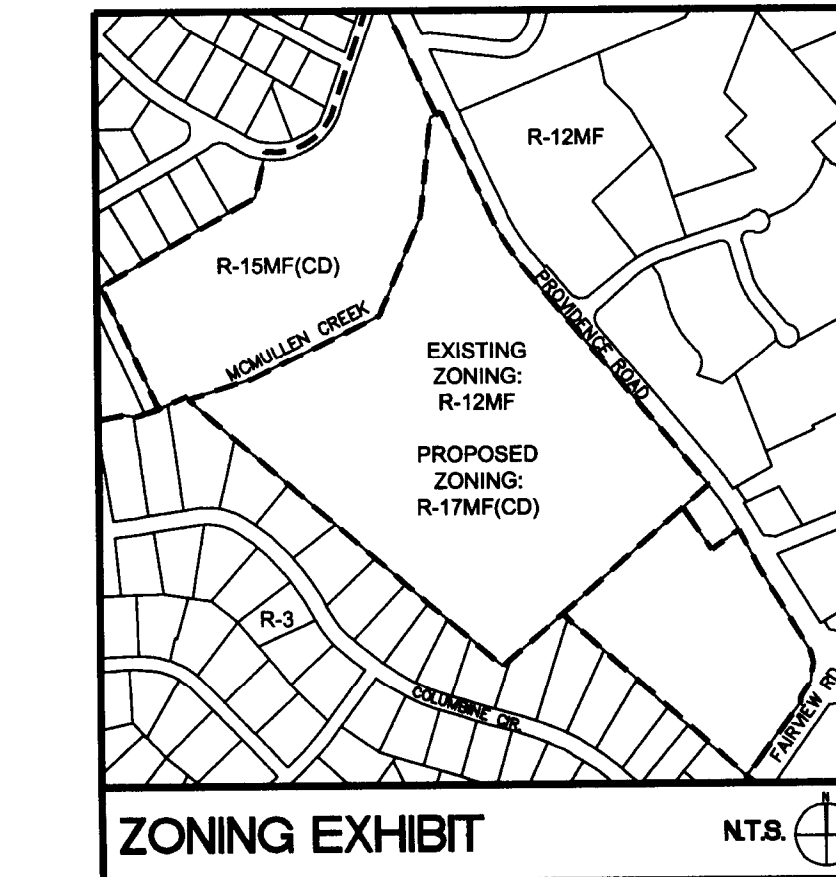 R-12MF
R-15MF(CD)
MCMULLEN CREEK
PROVIDENCE ROAD
EXISTING
ZONING:
R-12MF
PROPOSED
ZONING:
R-17MF(CD)
R-3
COLUMBINE CIR.
FAIRVIEW RD
ZONING EXHIBIT
N.T.S.
N